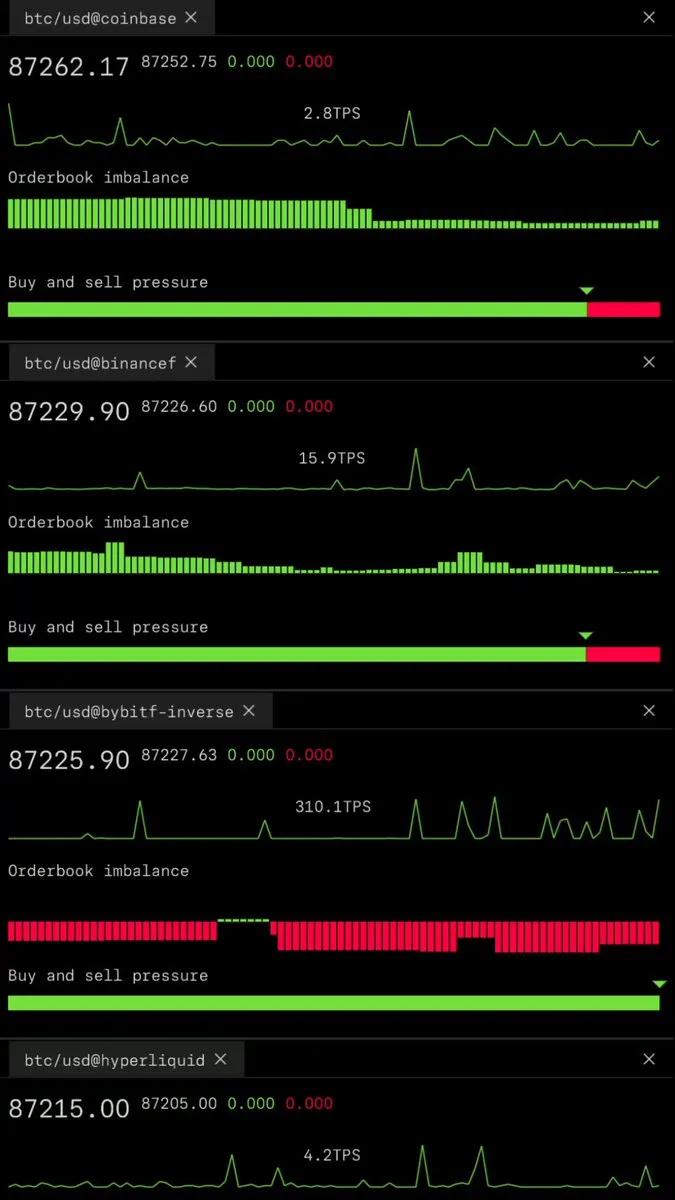 btc/usd@coinbase
87262.17 87252.75 0.000 0.000
2.8TPS
Orderbook imbalance
Buy and sell pressure
btc/usd@binancef
87229.90 87226.60 0.000 0.000
15.9TPS
Orderbook imbalance
Buy and sell pressure
btc/usd@bybitf-inverse
87225.90 87227.63 0.000 0.000
310.1TPS
Orderbook imbalance
Buy and sell pressure
btc/usd@hyperliquid
87215.00 87205.00 0.000 0.000
4.2TPS